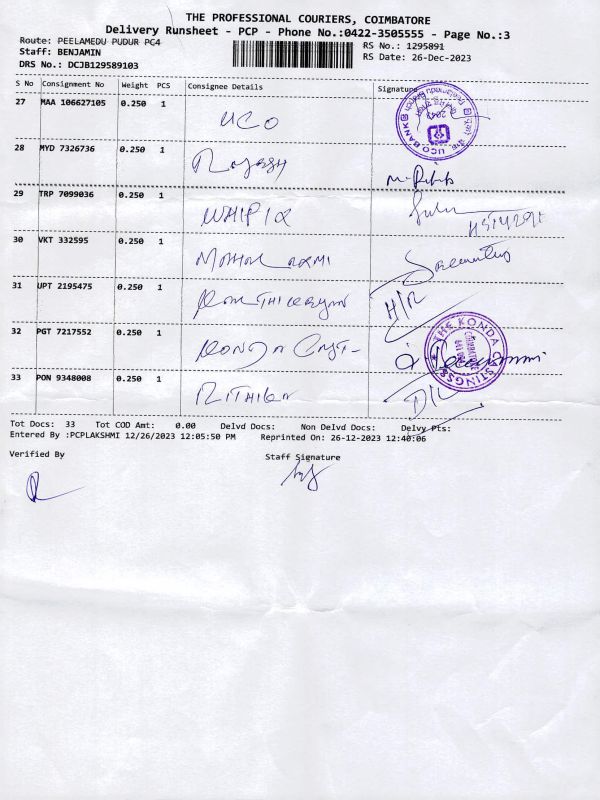 THE PROFESSIONAL COURIERS, COIMBATORE
Delivery Runsheet - PCP - Phone No.:0422-3505555 - Page No.:3
Route: PEELAMEDU PUDUR PC4
Staff: BENJAMIN
DRS No.: DCJB129589103
RS No.: 1295891
RS Date: 26-Dec-2023
S No Consignment No Weight PCS Consignee Details Signature
27 MAA 106627105 0.250 1 UCO
UCO BANK
28 MYD 7326736 0.250 1
29 TRP 7099036 0.250 1
30 VKT 332595 0.250 1
31 UPT 2195475 0.250 1 H/R
32 PGT 7217552 0.250 1
THE KONDA
33 PON 9348008 0.250 1
Tot Docs: 33 Tot COD Amt: 0.00 Delvd Docs: Non Delvd Docs: Delvy Pts:
Entered By :PCPLAKSHMI 12/26/2023 12:05:50 PM Reprinted On: 26-12-2023 12:40:06
Verified By Staff Signature